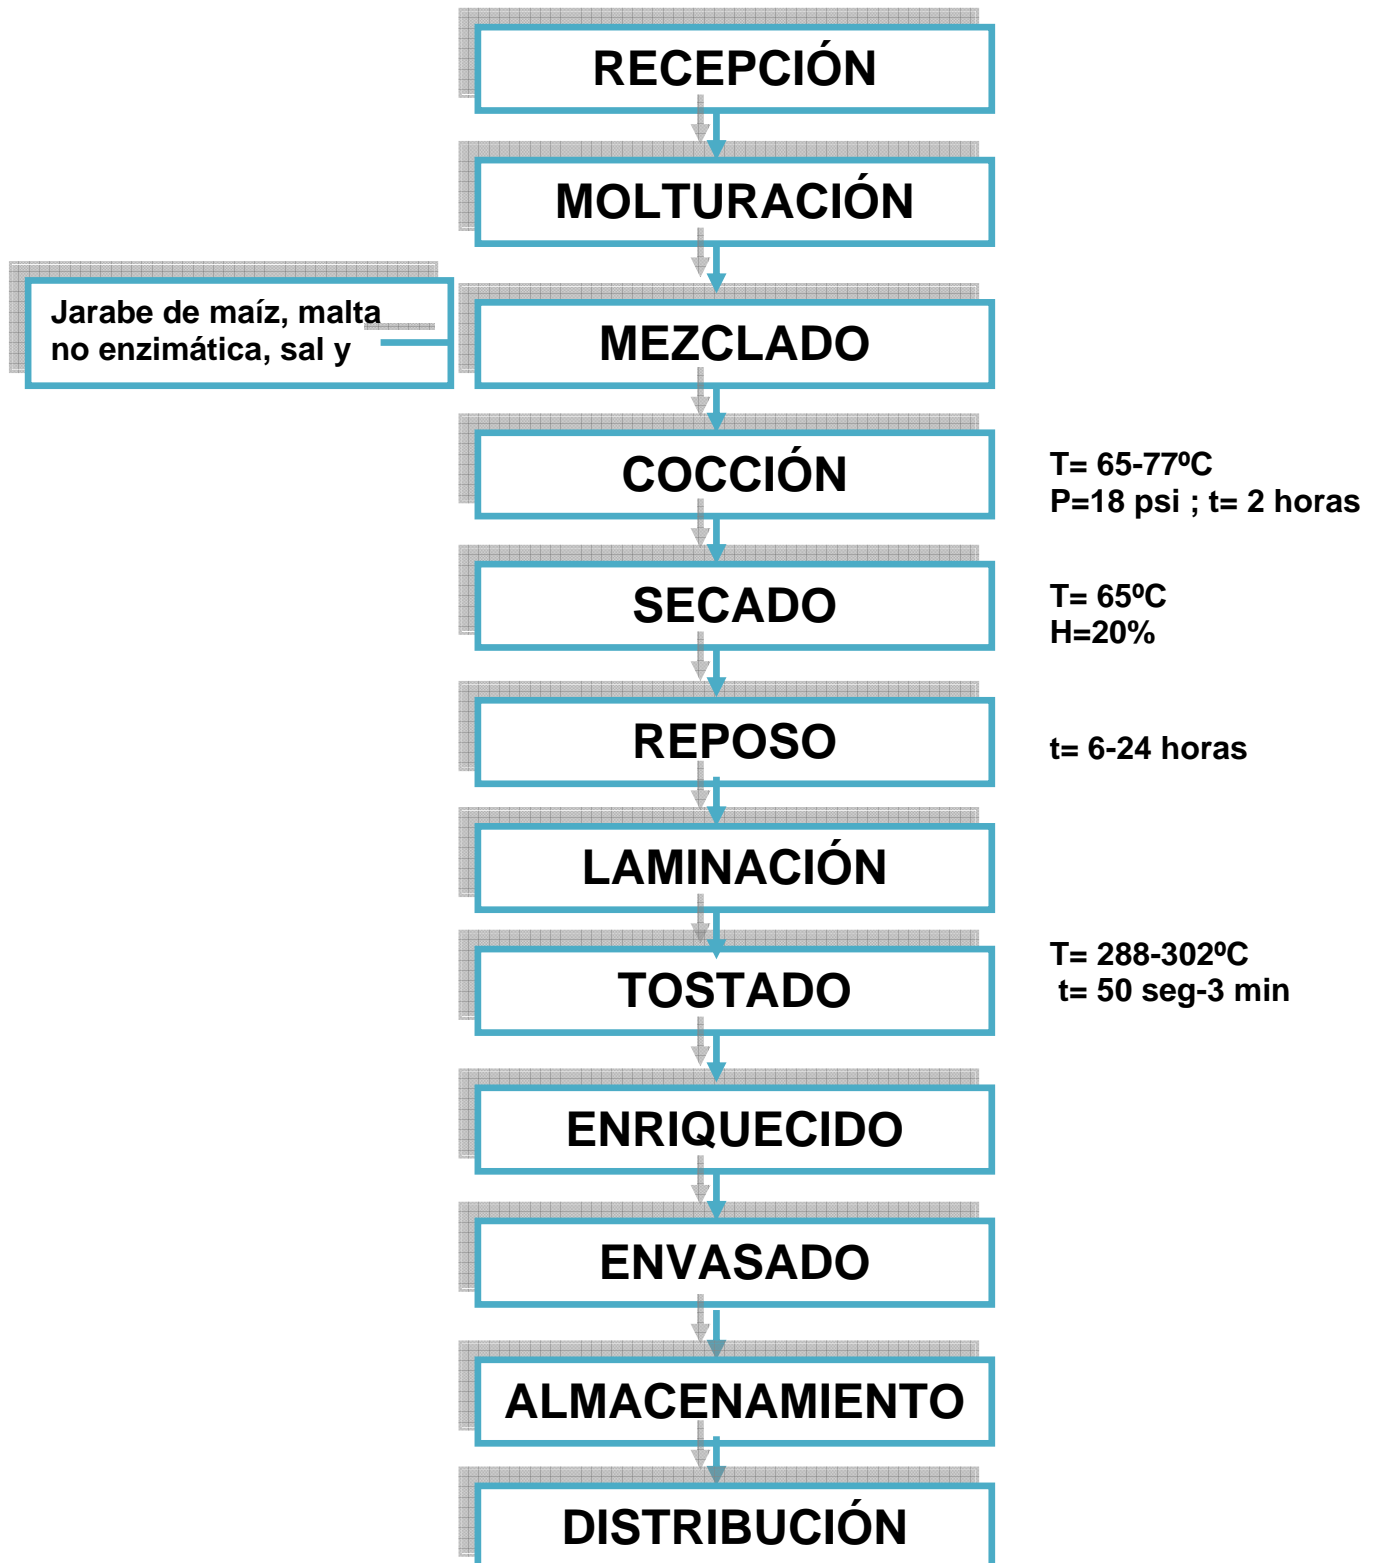 RECEPCIÓN
MOLTURACIÓN
Jarabe de maíz, malta
no enzimática, sal y
MEZCLADO
COCCIÓN
T= 65-77ºC
P=18 psi ; t= 2 horas
SECADO
T= 65ºC
H=20%
REPOSO
t= 6-24 horas
LAMINACIÓN
TOSTADO
T= 288-302ºC
t= 50 seg-3 min
ENRIQUECIDO
ENVASADO
ALMACENAMIENTO
DISTRIBUCIÓN